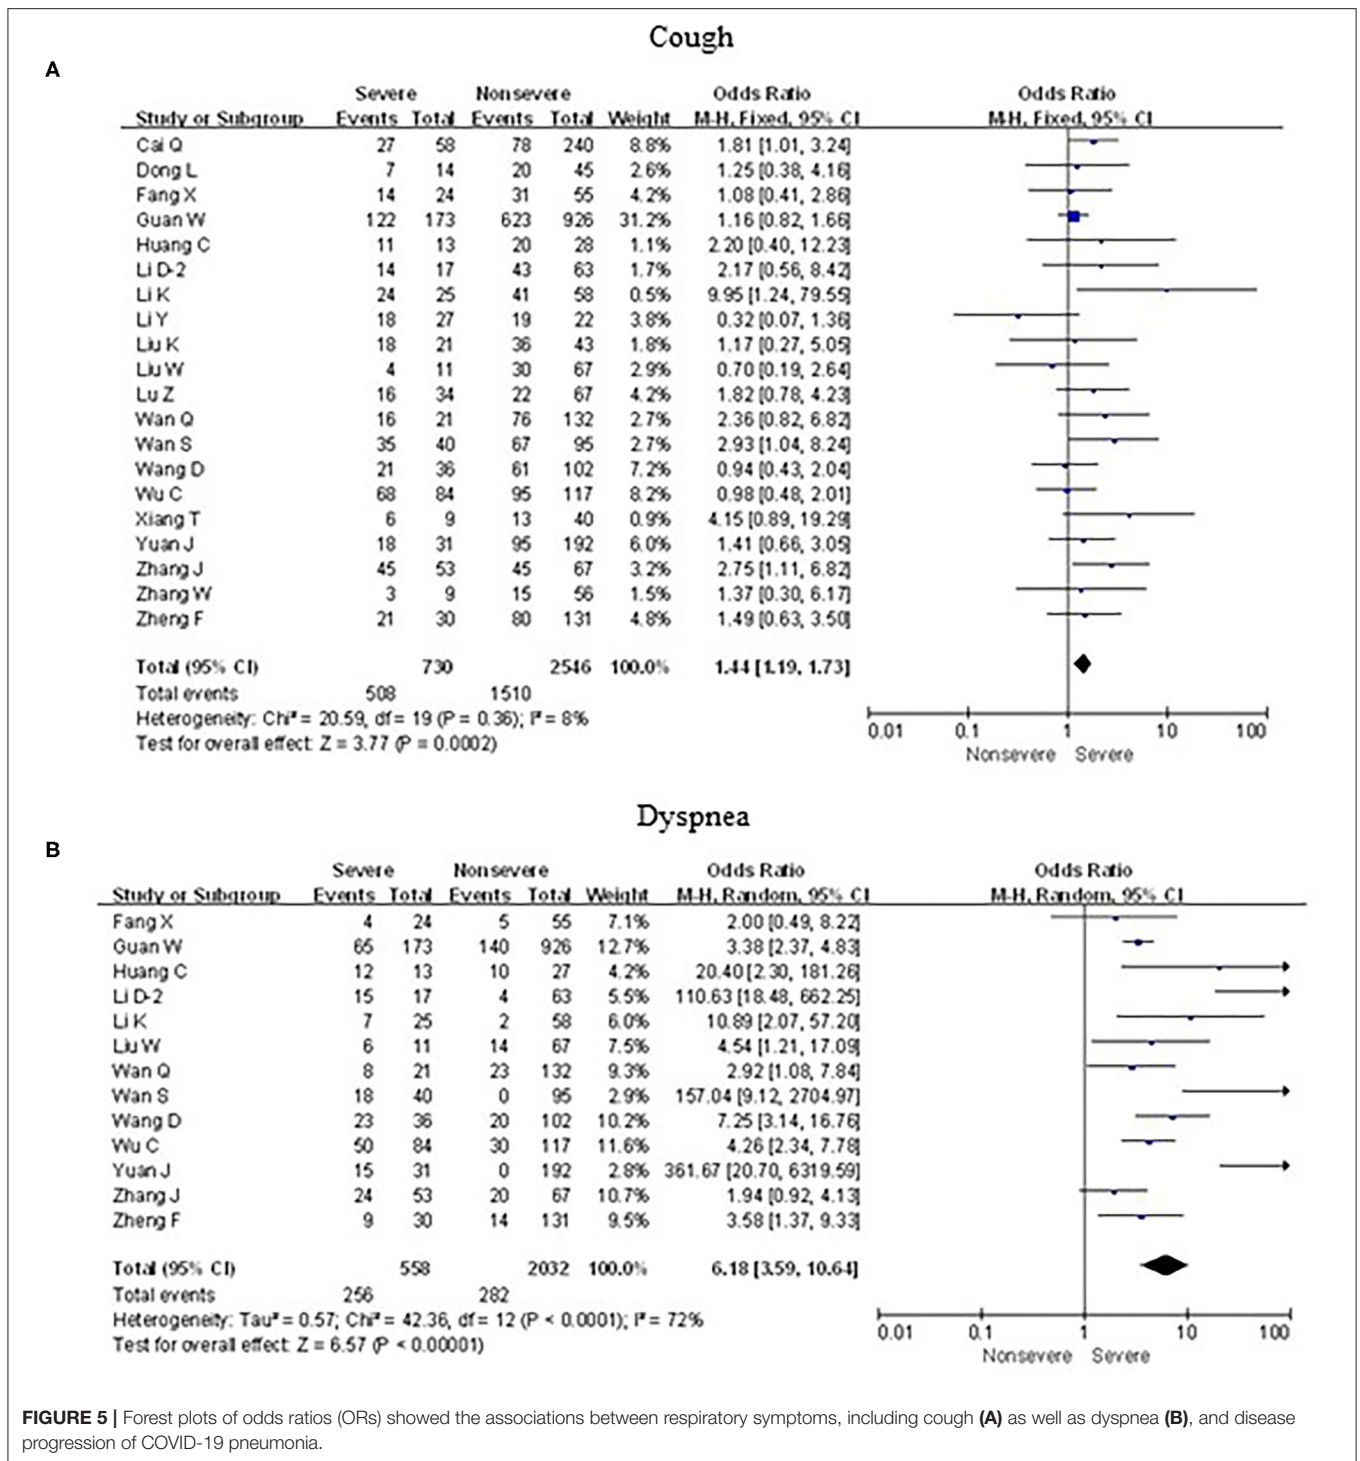 Cough
A
Severe Nonsevere Odds Ratio Odds Ratio
Study or Subgroup Events Total Events Total Weight M-H, Fixed, 95% CI M-H, Fixed, 95% CI
Cai Q 27 58 78 240 8.8% 1.81 [1.01, 3.24]
Dong L 7 14 20 45 2.6% 1.25 [0.38, 4.16]
Fang X 14 24 31 55 4.2% 1.08 [0.41, 2.86]
Guan W 122 173 623 926 31.2% 1.16 [0.82, 1.66]
Huang C 11 13 20 28 1.1% 2.20 [0.40, 12.23]
Li D-2 14 17 43 63 1.7% 2.17 [0.56, 8.42]
Li K 24 25 41 58 0.5% 9.95 [1.24, 79.55]
Li Y 18 27 19 22 3.8% 0.32 [0.07, 1.36]
Liu K 18 21 36 43 1.8% 1.17 [0.27, 5.05]
Liu W 4 11 30 67 2.9% 0.70 [0.19, 2.64]
Lu Z 16 34 22 67 4.2% 1.82 [0.78, 4.23]
Wan Q 16 21 76 132 2.7% 2.36 [0.82, 6.82]
Wan S 35 40 67 95 2.7% 2.93 [1.04, 8.24]
Wang D 21 36 61 102 7.2% 0.94 [0.43, 2.04]
Wu C 68 84 95 117 8.2% 0.98 [0.48, 2.01]
Xiang T 6 9 13 40 0.9% 4.15 [0.89, 19.29]
Yuan J 18 31 95 192 6.0% 1.41 [0.66, 3.05]
Zhang J 45 53 45 67 3.2% 2.75 [1.11, 6.82]
Zhang W 3 9 15 56 1.5% 1.37 [0.30, 6.17]
Zheng F 21 30 80 131 4.8% 1.49 [0.63, 3.50]
Total (95% CI) 730 2546 100.0% 1.44 [1.19, 1.73]
Total events 508 1510
Heterogeneity: Chi² = 20.59, df = 19 (P = 0.36); I² = 8%
Test for overall effect: Z = 3.77 (P = 0.0002)
0.01 0.1 1 10 100
Nonsevere Severe
Dyspnea
B
Severe Nonsevere Odds Ratio Odds Ratio
Study or Subgroup Events Total Events Total Weight M-H, Random, 95% CI M-H, Random, 95% CI
Fang X 4 24 5 55 7.1% 2.00 [0.49, 8.22]
Guan W 65 173 140 926 12.7% 3.38 [2.37, 4.83]
Huang C 12 13 10 27 4.2% 20.40 [2.30, 181.26]
Li D-2 15 17 4 63 5.5% 110.63 [18.48, 662.25]
Li K 7 25 2 58 6.0% 10.89 [2.07, 57.20]
Liu W 6 11 14 67 7.5% 4.54 [1.21, 17.09]
Wan Q 8 21 23 132 9.3% 2.92 [1.08, 7.84]
Wan S 18 40 0 95 2.9% 157.04 [9.12, 2704.97]
Wang D 23 36 20 102 10.2% 7.25 [3.14, 16.76]
Wu C 50 84 30 117 11.6% 4.26 [2.34, 7.78]
Yuan J 15 31 0 192 2.8% 361.67 [20.70, 6319.59]
Zhang J 24 53 20 67 10.7% 1.94 [0.92, 4.13]
Zheng F 9 30 14 131 9.5% 3.58 [1.37, 9.33]
Total (95% CI) 558 2032 100.0% 6.18 [3.59, 10.64]
Total events 256 282
Heterogeneity: Tau² = 0.57; Chi² = 42.36, df = 12 (P < 0.0001); I² = 72%
Test for overall effect: Z = 6.57 (P < 0.00001)
0.01 0.1 1 10 100
Nonsevere Severe
FIGURE 5 | Forest plots of odds ratios (ORs) showed the associations between respiratory symptoms, including cough (A) as well as dyspnea (B), and disease
progression of COVID-19 pneumonia.